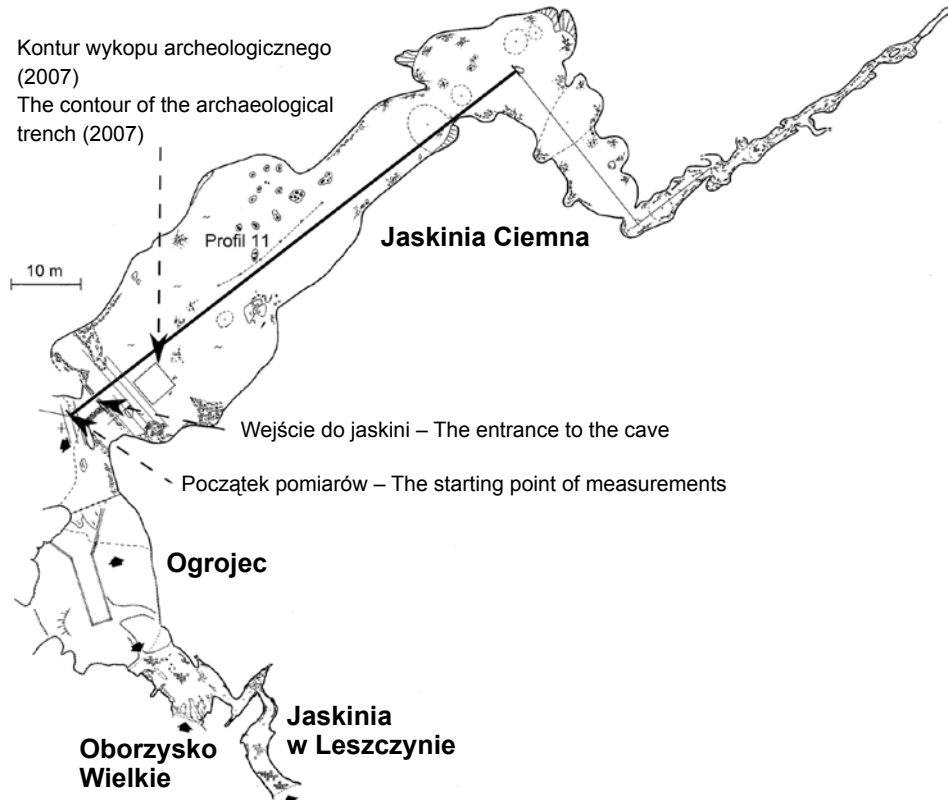 Kontur wykopu archeologicznego
(2007)
The contour of the archaeological
trench (2007)
Profil 11
Jaskinia Ciemna
10 m
Wejście do jaskini – The entrance to the cave
Początek pomiarów – The starting point of measurements
Ogrojec
Jaskinia
w Leszczynie
Oborzysko
Wielkie